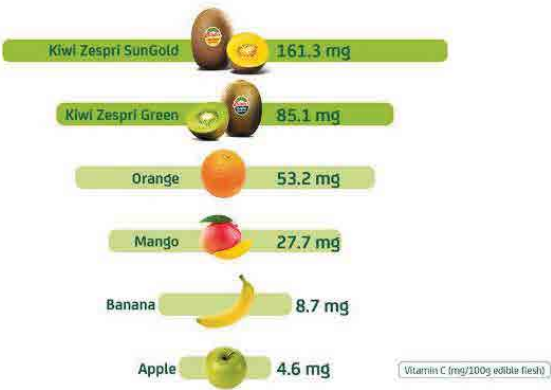 Kiwi Zespri SunGold 161.3 mg
Kiwi Zespri Green 85.1 mg
Orange 53.2 mg
Mango 27.7 mg
Banana 8.7 mg
Apple 4.6 mg
Vitamin C (mg/100g edible flesh)